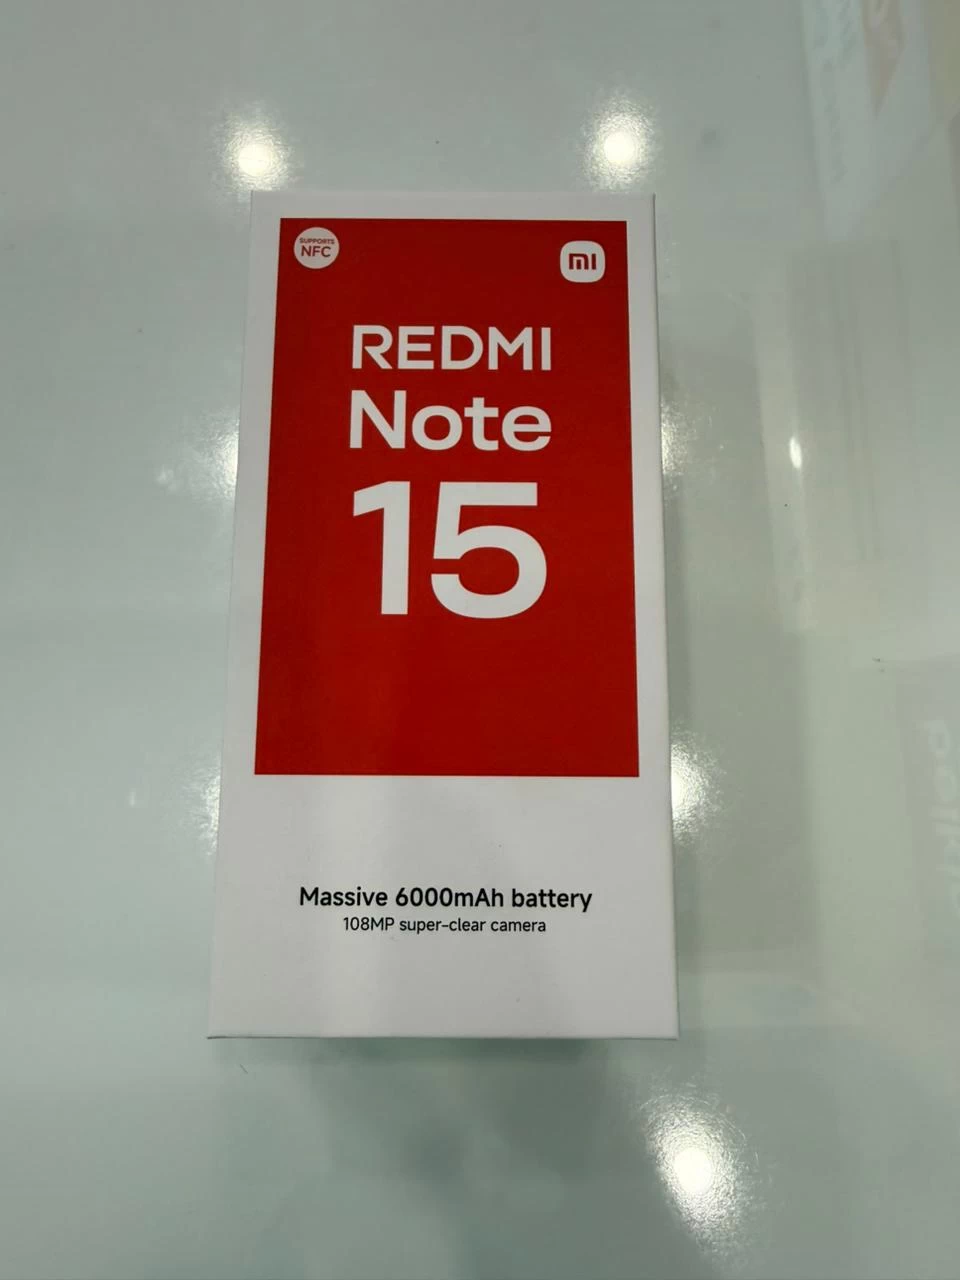 SUPPORTS
NFC
mi
REDMI
Note
15
Massive 6000mAh battery
108MP super-clear camera